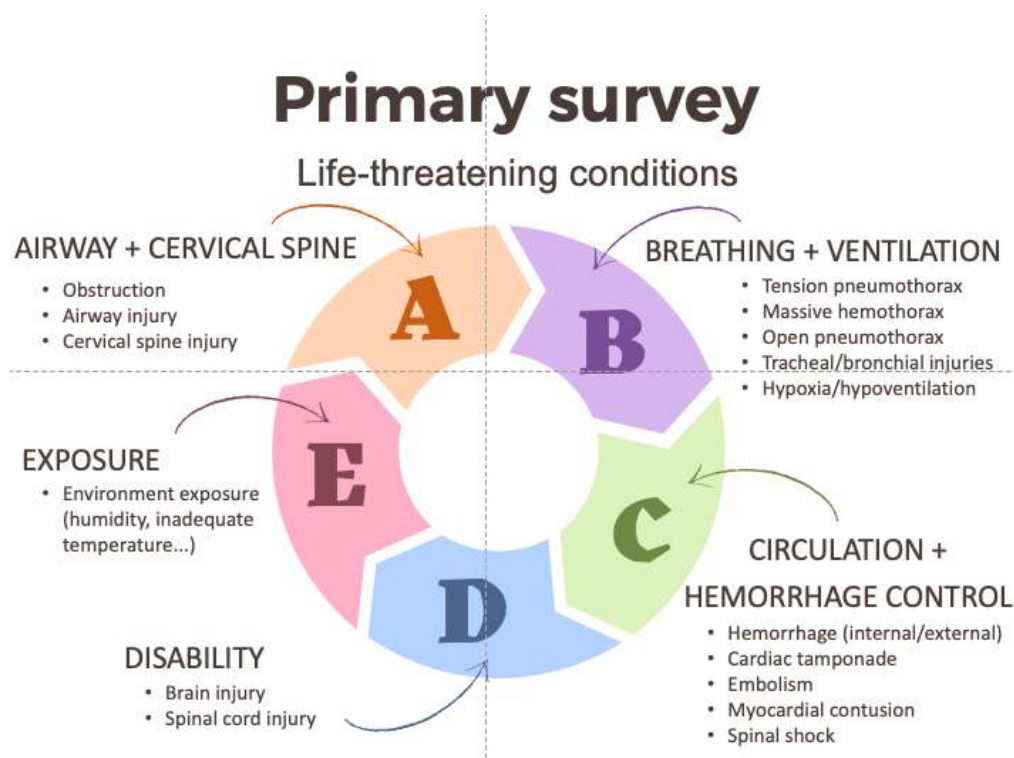 Primary survey
Life-threatening conditions
AIRWAY + CERVICAL SPINE
• Obstruction
• Airway injury
• Cervical spine injury
A
BREATHING + VENTILATION
• Tension pneumothorax
• Massive hemothorax
• Open pneumothorax
• Tracheal/bronchial injuries
• Hypoxia/hypoventilation
B
CIRCULATION +
HEMORRHAGE CONTROL
• Hemorrhage (internal/external)
• Cardiac tamponade
• Embolism
• Myocardial contusion
• Spinal shock
C
DISABILITY
• Brain injury
• Spinal cord injury
D
EXPOSURE
• Environment exposure
(humidity, inadequate
temperature...)
E